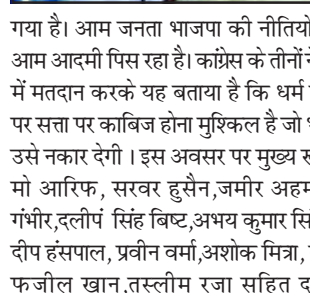 गया है। आम जनता भाजपा की नीतियो
आम आदमी पिस रहा है। कांग्रेस के तीनों
में मतदान करके यह बताया है कि धर्म
पर सत्ता पर काबिज होना मुश्किल है जो
उसे नकार देगी । इस अवसर पर मुख्य
मो आरिफ, सरवर हुसैन,जमीर अहम
गंभीर,दलीपं सिंह बिष्ट,अभय कुमार सिं
दीप हंसपाल, प्रवीन वर्मा,अशोक मित्रा,
फजील खान,तस्लीम रजा सहित द